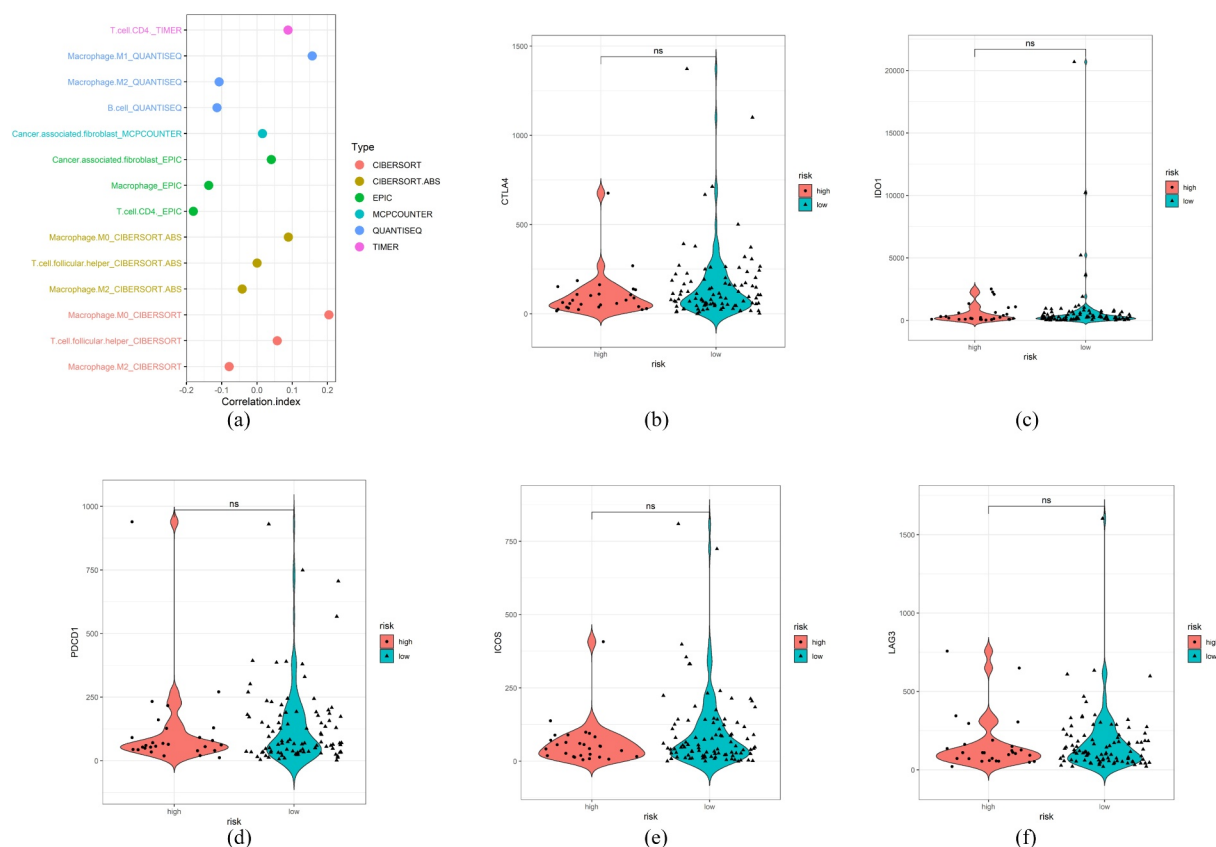 T.cell.CD4._TIMER
Macrophage.M1_QUANTISEQ
Macrophage.M2_QUANTISEQ
B.cell_QUANTISEQ
Cancer.associated.fibroblast_MCPCOUNTER
Cancer.associated.fibroblast_EPIC
Macrophage_EPIC
T.cell.CD4._EPIC
Macrophage.M0_CIBERSORT.ABS
T.cell.follicular.helper_CIBERSORT.ABS
Macrophage.M2_CIBERSORT.ABS
Macrophage.M0_CIBERSORT
T.cell.follicular.helper_CIBERSORT
Macrophage.M2_CIBERSORT
-0.2 -0.1 0.0 0.1 0.2
Correlation.index
Type
CIBERSORT
CIBERSORT.ABS
EPIC
MCPCOUNTER
QUANTISEQ
TIMER
(a)
CTLA4
1500
1000
500
0
ns
high low
risk
risk
high
low
(b)
IDO1
20000
15000
10000
5000
0
ns
high low
risk
risk
high
low
(c)
PDCD1
1000
750
500
250
0
ns
high low
risk
risk
high
low
(d)
ICOS
750
500
250
0
ns
high low
risk
risk
high
low
(e)
LAG3
1500
1000
500
0
ns
high low
risk
risk
high
low
(f)